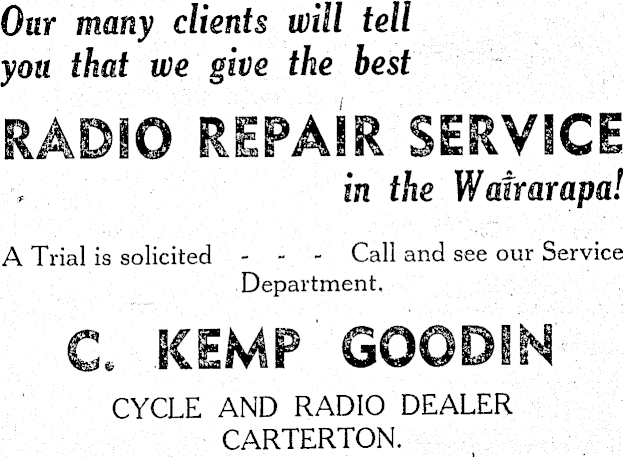 Our many clients will tell
you that we give the best
RADIO REPAIR SERVICE
in the Wairarapa!
A Trial is solicited - - - Call and see our Service
Department.
C. KEMP GOODIN
CYCLE AND RADIO DEALER
CARTERTON.